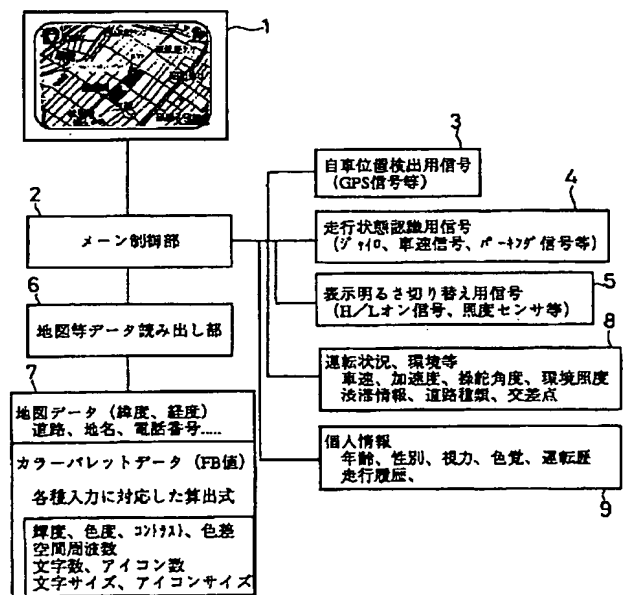 1
2
メーン制御部
6
地図等データ読み出し部
7
地図データ(緯度、経度)
道路、地名、電話番号.....
カラーパレットデータ(FB値)
各種入力に対応した算出式
輝度、色度、コントラスト、色差
空間周波数
文字数、アイコン数
文字サイズ、アイコンサイズ
3
自車位置検出用信号
(GPS信号等)
4
走行状態認識用信号
(ジャイロ、車速信号、パーキング信号等)
5
表示明るさ切り替え用信号
(H/Lオン信号、照度センサ等)
8
運転状況、環境等
車速、加速度、操舵角度、環境照度
渋滞情報、道路種類、交差点
個人情報
年齢、性別、視力、色覚、運転歴
走行履歴、
9